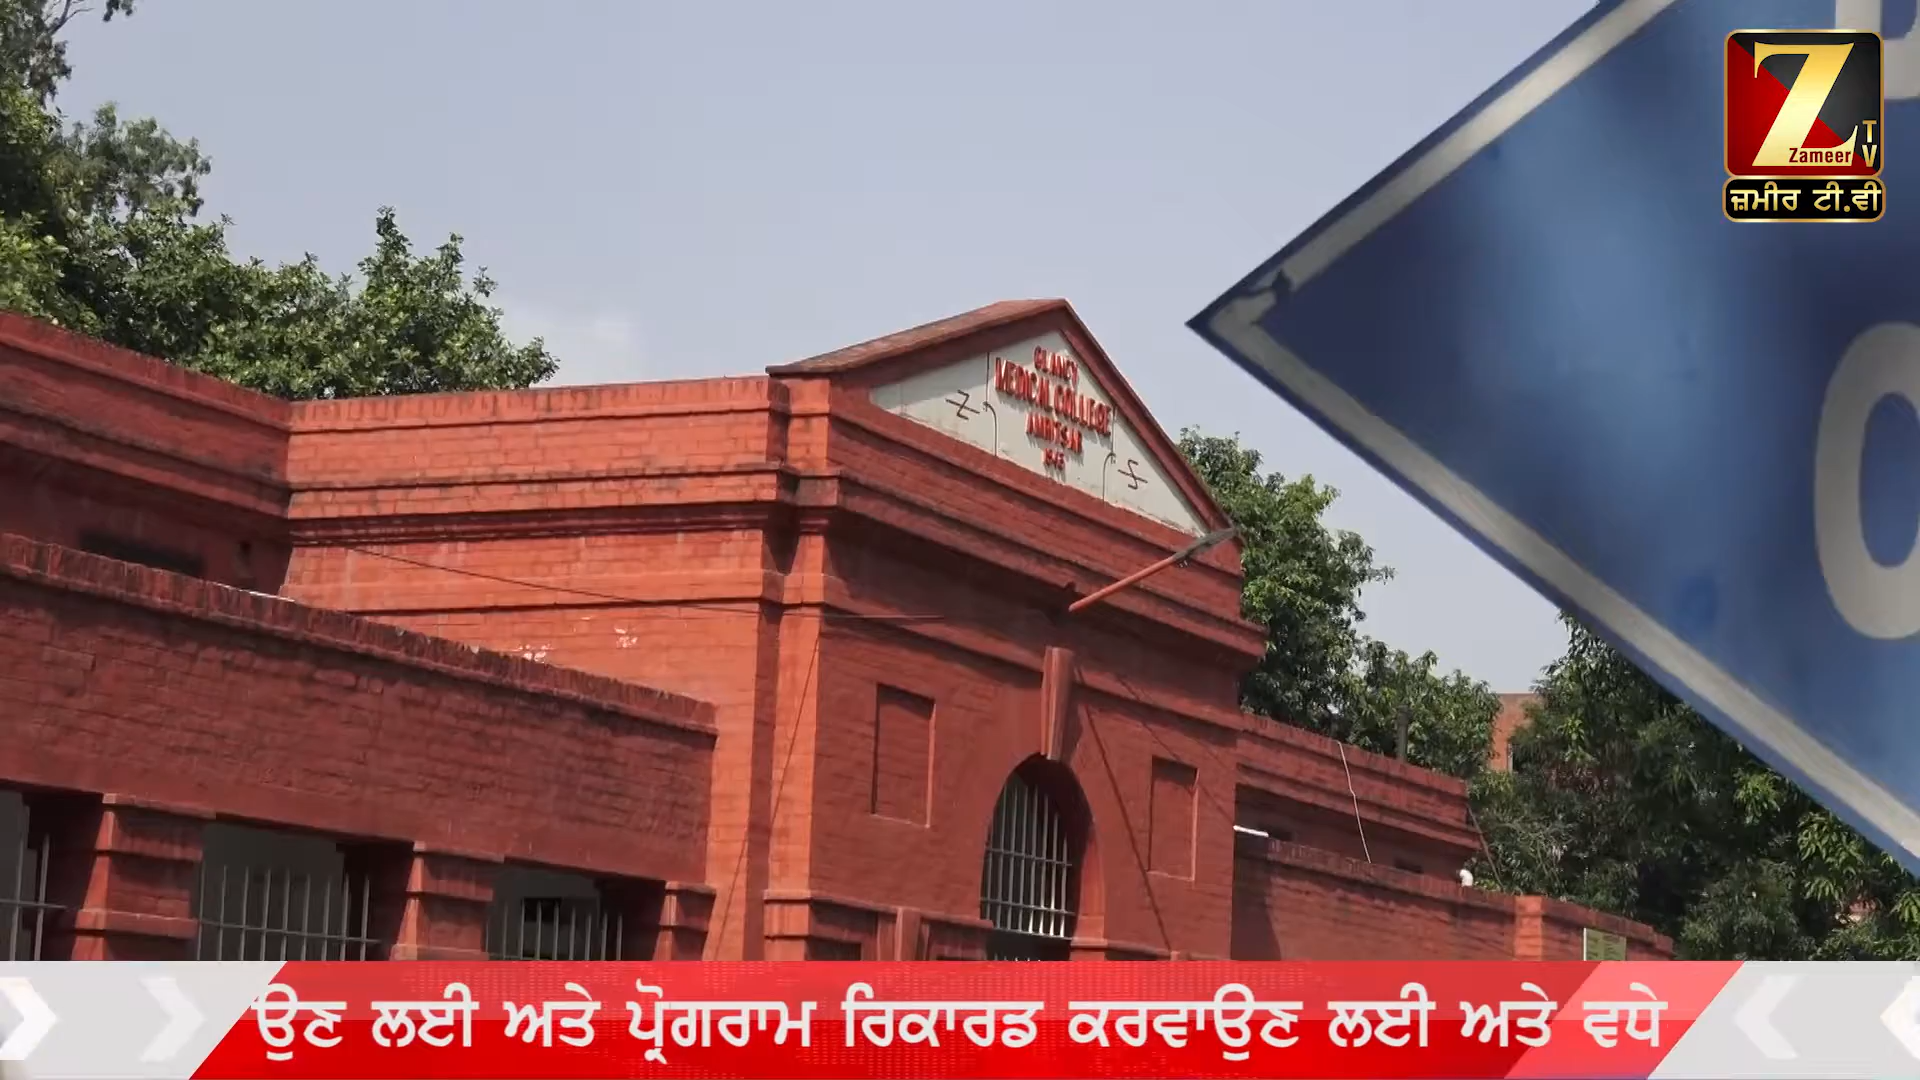 Z
Zameer
TV
ਜ਼ਮੀਰ ਟੀ.ਵੀ
GLANCY
MEDICAL COLLEGE
AMRITSAR
ਉਣ ਲਈ ਅਤੇ ਪ੍ਰੋਗਰਾਮ ਰਿਕਾਰਡ ਕਰਵਾਉਣ ਲਈ ਅਤੇ ਵਧੇ